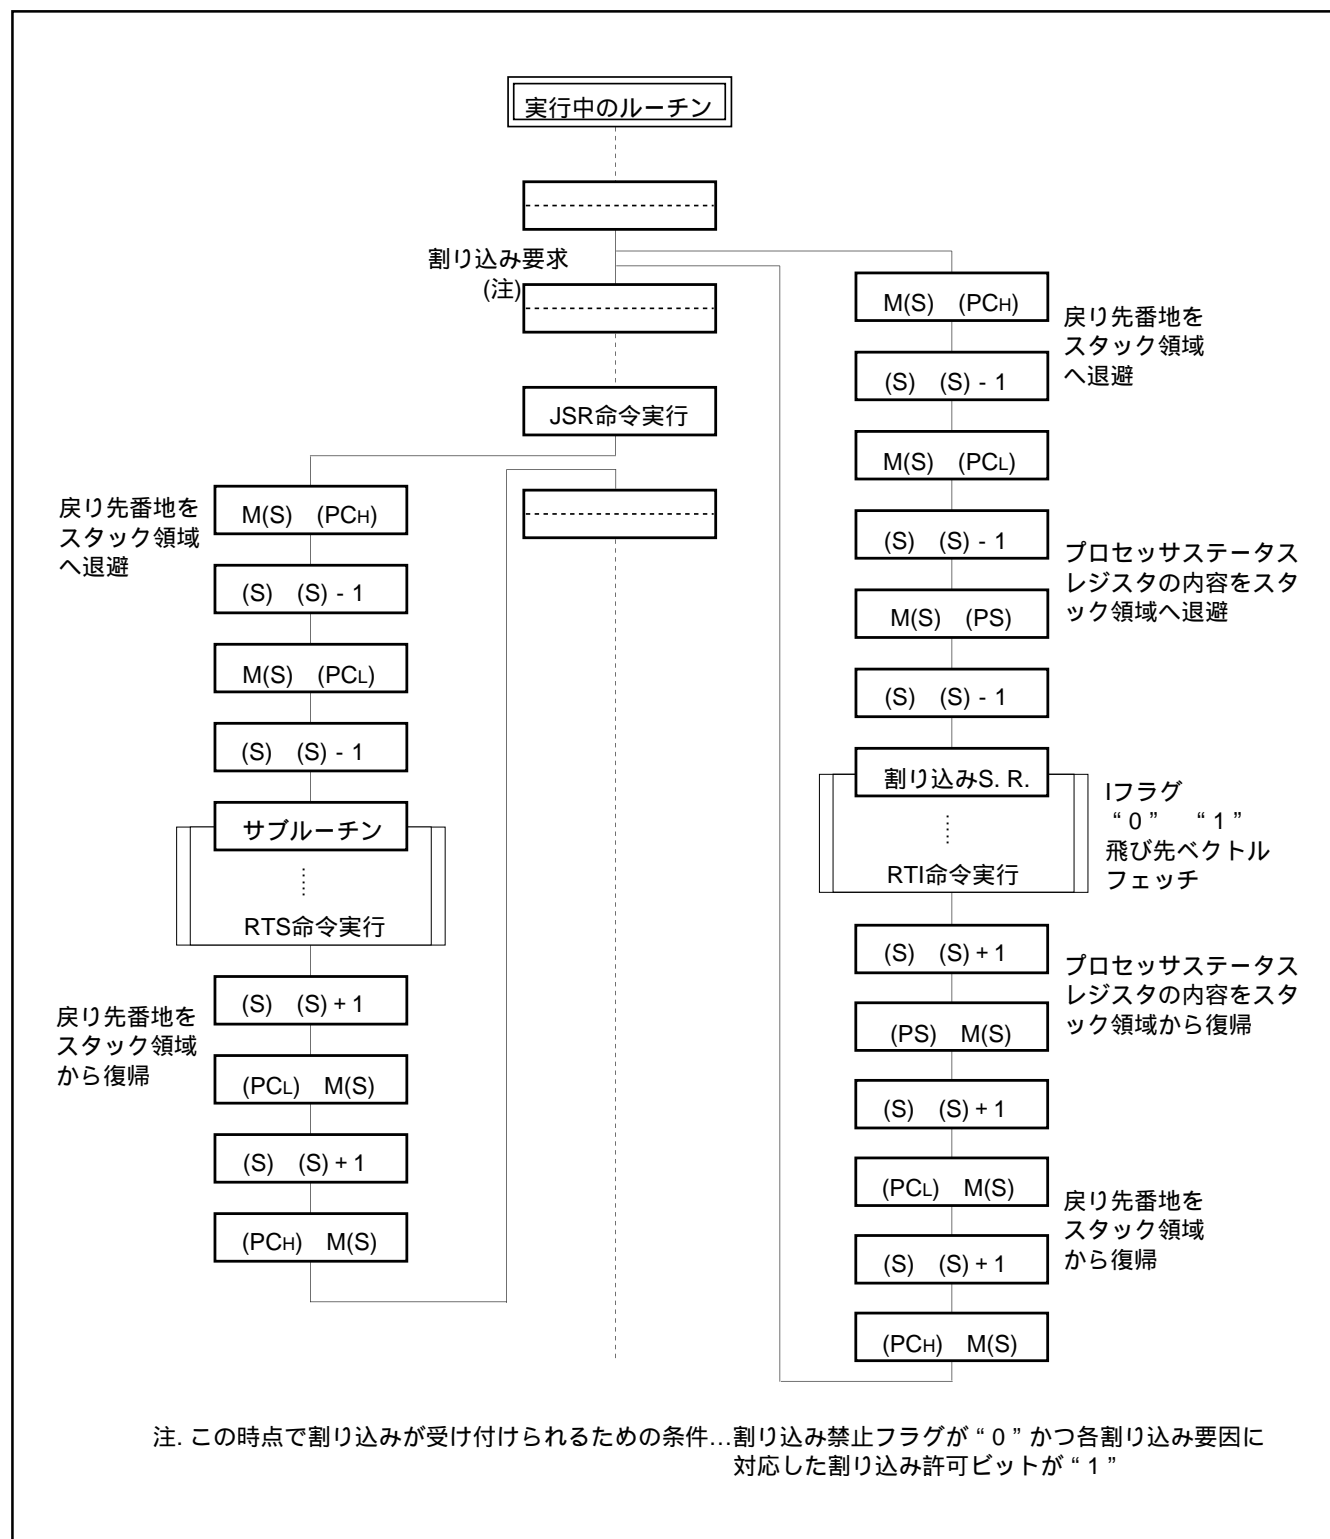 実行中のルーチン
割り込み要求
(注)
JSR命令実行
戻り先番地を
スタック領域
へ退避
M(S) (PCH)
(S) (S) - 1
M(S) (PCL)
(S) (S) - 1
サブルーチン
RTS命令実行
戻り先番地を
スタック領域
から復帰
(S) (S) + 1
(PCL) M(S)
(S) (S) + 1
(PCH) M(S)
M(S) (PCH)
戻り先番地を
スタック領域
へ退避
(S) (S) - 1
M(S) (PCL)
(S) (S) - 1
プロセッサステータス
レジスタの内容をスタ
ック領域へ退避
M(S) (PS)
(S) (S) - 1
割り込みS. R.
RTI命令実行
Iフラグ
“ 0 ” “ 1 ”
飛び先ベクトル
フェッチ
(S) (S) + 1
プロセッサステータス
レジスタの内容をスタ
ック領域から復帰
(PS) M(S)
(S) (S) + 1
(PCL) M(S)
戻り先番地を
スタック領域
から復帰
(S) (S) + 1
(PCH) M(S)
注. この時点で割り込みが受け付けられるための条件…割り込み禁止フラグが “ 0 ” かつ各割り込み要因に
対応した割り込み許可ビットが “ 1 ”